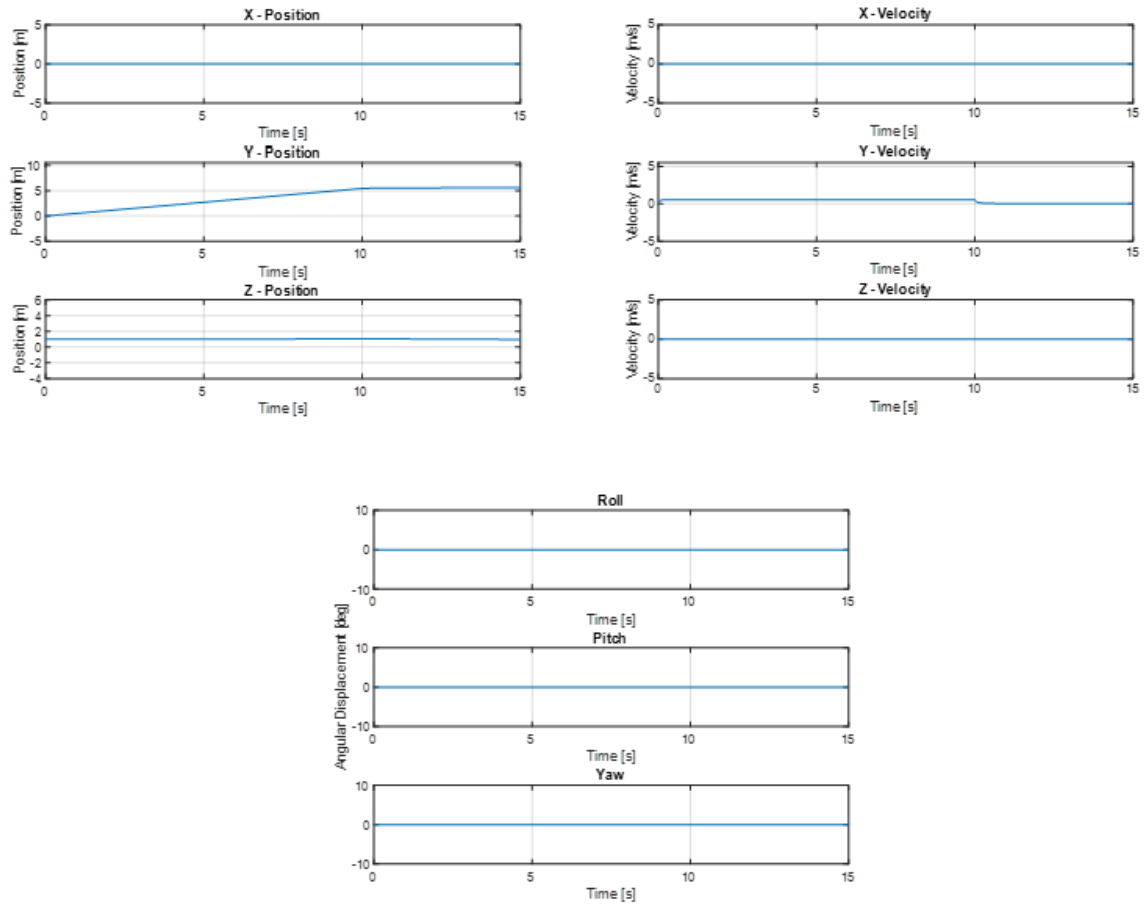 X - Position
Position [m]
5
0
-5
0 5 10 15
Time [s]
Y - Position
Position [m]
10
5
0
-5
0 5 10 15
Time [s]
Z - Position
Position [m]
6
4
2
0
-2
-4
0 5 10 15
Time [s]
X - Velocity
Velocity [m/s]
5
0
-5
0 5 10 15
Time [s]
Y - Velocity
Velocity [m/s]
5
0
-5
0 5 10 15
Time [s]
Z - Velocity
Velocity [m/s]
5
0
-5
0 5 10 15
Time [s]
Angular Displacement [deg]
Roll
10
0
-10
0 5 10 15
Time [s]
Pitch
10
0
-10
0 5 10 15
Time [s]
Yaw
10
0
-10
0 5 10 15
Time [s]